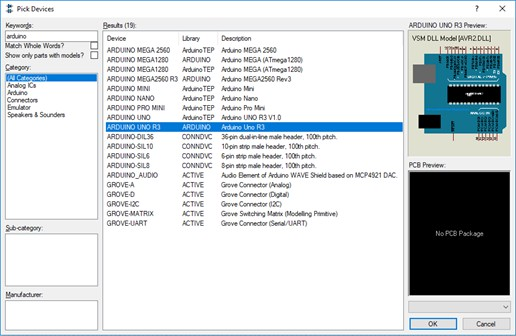 Pick Devices
Keywords:
arduino
Match Whole Words?
Show only parts with models?
Category:
(All Categories)
Analog ICs
Arduino
Connectors
Emulator
Speakers & Sounders
Sub-category:
Manufacturer:
Results (19):
Device Library Description
ARDUINO MEGA 2560 ArduinoTEP Arduino MEGA 2560
ARDUINO MEGA1280 ARDUINO Arduino MEGA (ATmega1280)
ARDUINO MEGA1280 ArduinoTEP Arduino MEGA (ATmega1280)
ARDUINO MEGA2560 R3 ARDUINO Arduino MEGA2560 Rev3
ARDUINO MINI ArduinoTEP Arduino Mini
ARDUINO NANO ArduinoTEP Arduino Nano
ARDUINO PRO MINI ArduinoTEP Arduino Pro Mini
ARDUINO UNO ArduinoTEP Arduino UNO R3 V1.0
ARDUINO UNO R3 ARDUINO Arduino Uno R3
ARDUINO-DIL36 CONNDVC 36-pin dual-in-line male header, 100th pitch.
ARDUINO-SIL10 CONNDVC 10-pin strip male header, 100th pitch.
ARDUINO-SIL6 CONNDVC 6-pin strip male header, 100th pitch.
ARDUINO-SIL8 CONNDVC 8-pin strip male header, 100th pitch.
ARDUINO_AUDIO ACTIVE Audio Element of Arduino WAVE Shield based on MCP4921 DAC.
GROVE-A ACTIVE Grove Connector (Analog)
GROVE-D ACTIVE Grove Connector (Digital)
GROVE-I2C ACTIVE Grove Connector (I2C)
GROVE-MATRIX ACTIVE Grove Switching Matrix (Modelling Primitive)
GROVE-UART ACTIVE Grove Connector (Serial/UART)
ARDUINO UNO R3 Preview:
VSM DLL Model [AVR2.DLL]
PCB Preview:
No PCB Package
OK
Cancel